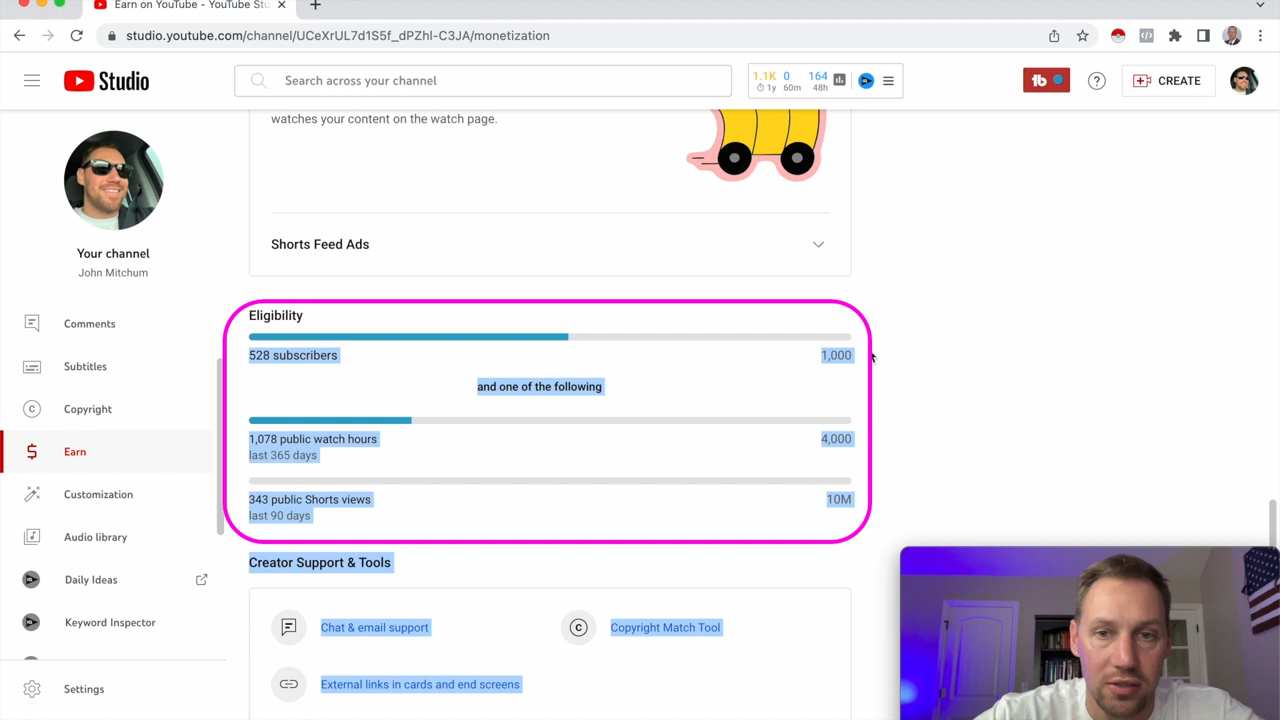 Earn on YouTube - YouTube Stu
studio.youtube.com/channel/UCeXrUL7d1S5f_dPZhl-C3JA/monetization
Studio
Search across your channel
1.1K 0 164
1y 60m 48h
tb
?
CREATE
watches your content on the watch page.
Shorts Feed Ads
Your channel
John Mitchum
Comments
Subtitles
Copyright
Earn
Customization
Audio library
Daily Ideas
Keyword Inspector
Settings
Eligibility
528 subscribers 1,000
and one of the following
1,078 public watch hours 4,000
last 365 days
343 public Shorts views 10M
last 90 days
Creator Support & Tools
Chat & email support
Copyright Match Tool
External links in cards and end screens